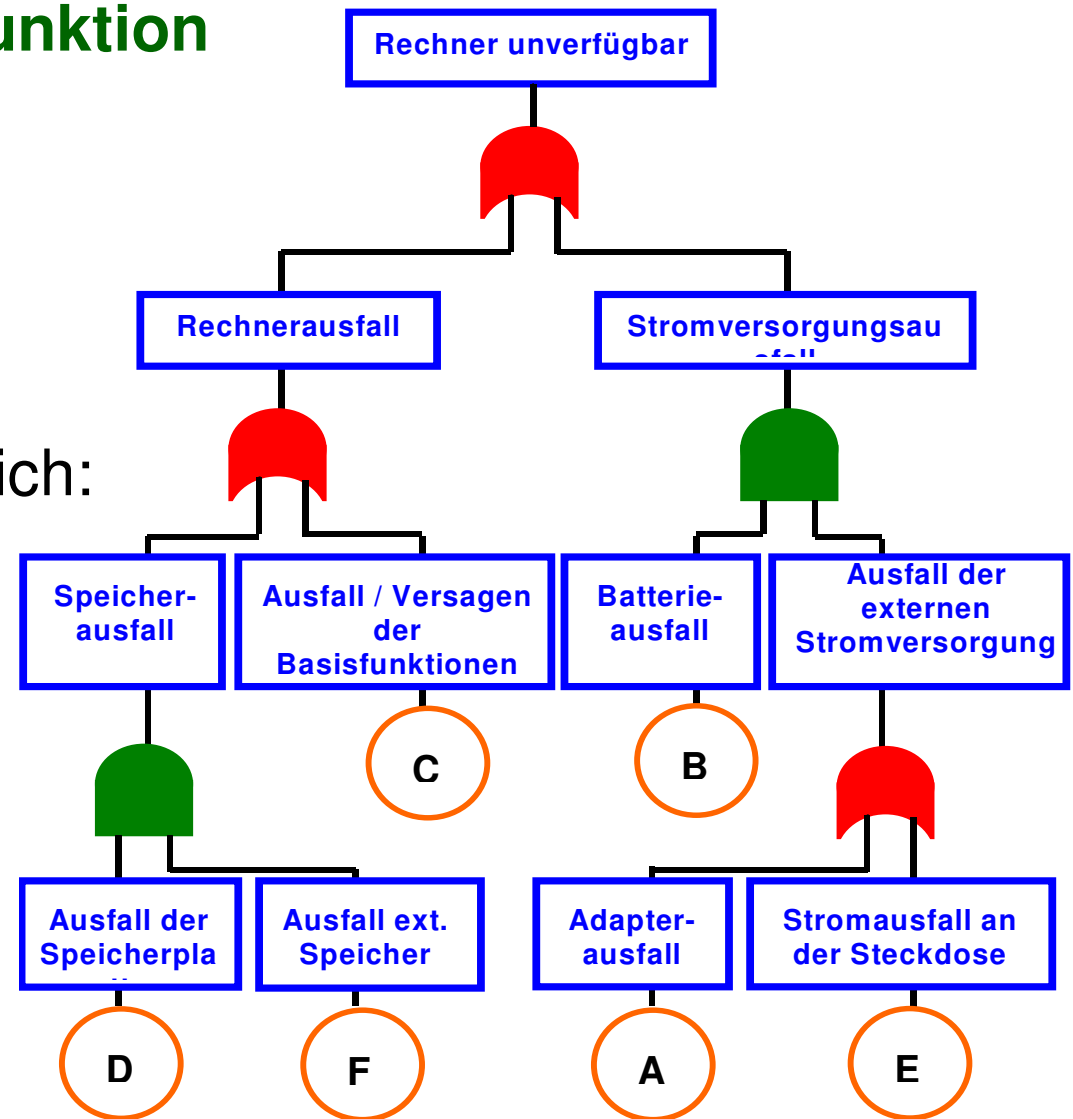 unktion
Rechner unverfügbar
Rechnerausfall
Stromversorgungsau
ich:
Speicher-
ausfall
Ausfall / Versagen
der
Basisfunktionen
Batterie-
ausfall
Ausfall der
externen
Stromversorgung
C
B
Ausfall der
Speicherpla
Ausfall ext.
Speicher
Adapter-
ausfall
Stromausfall an
der Steckdose
D
F
A
E